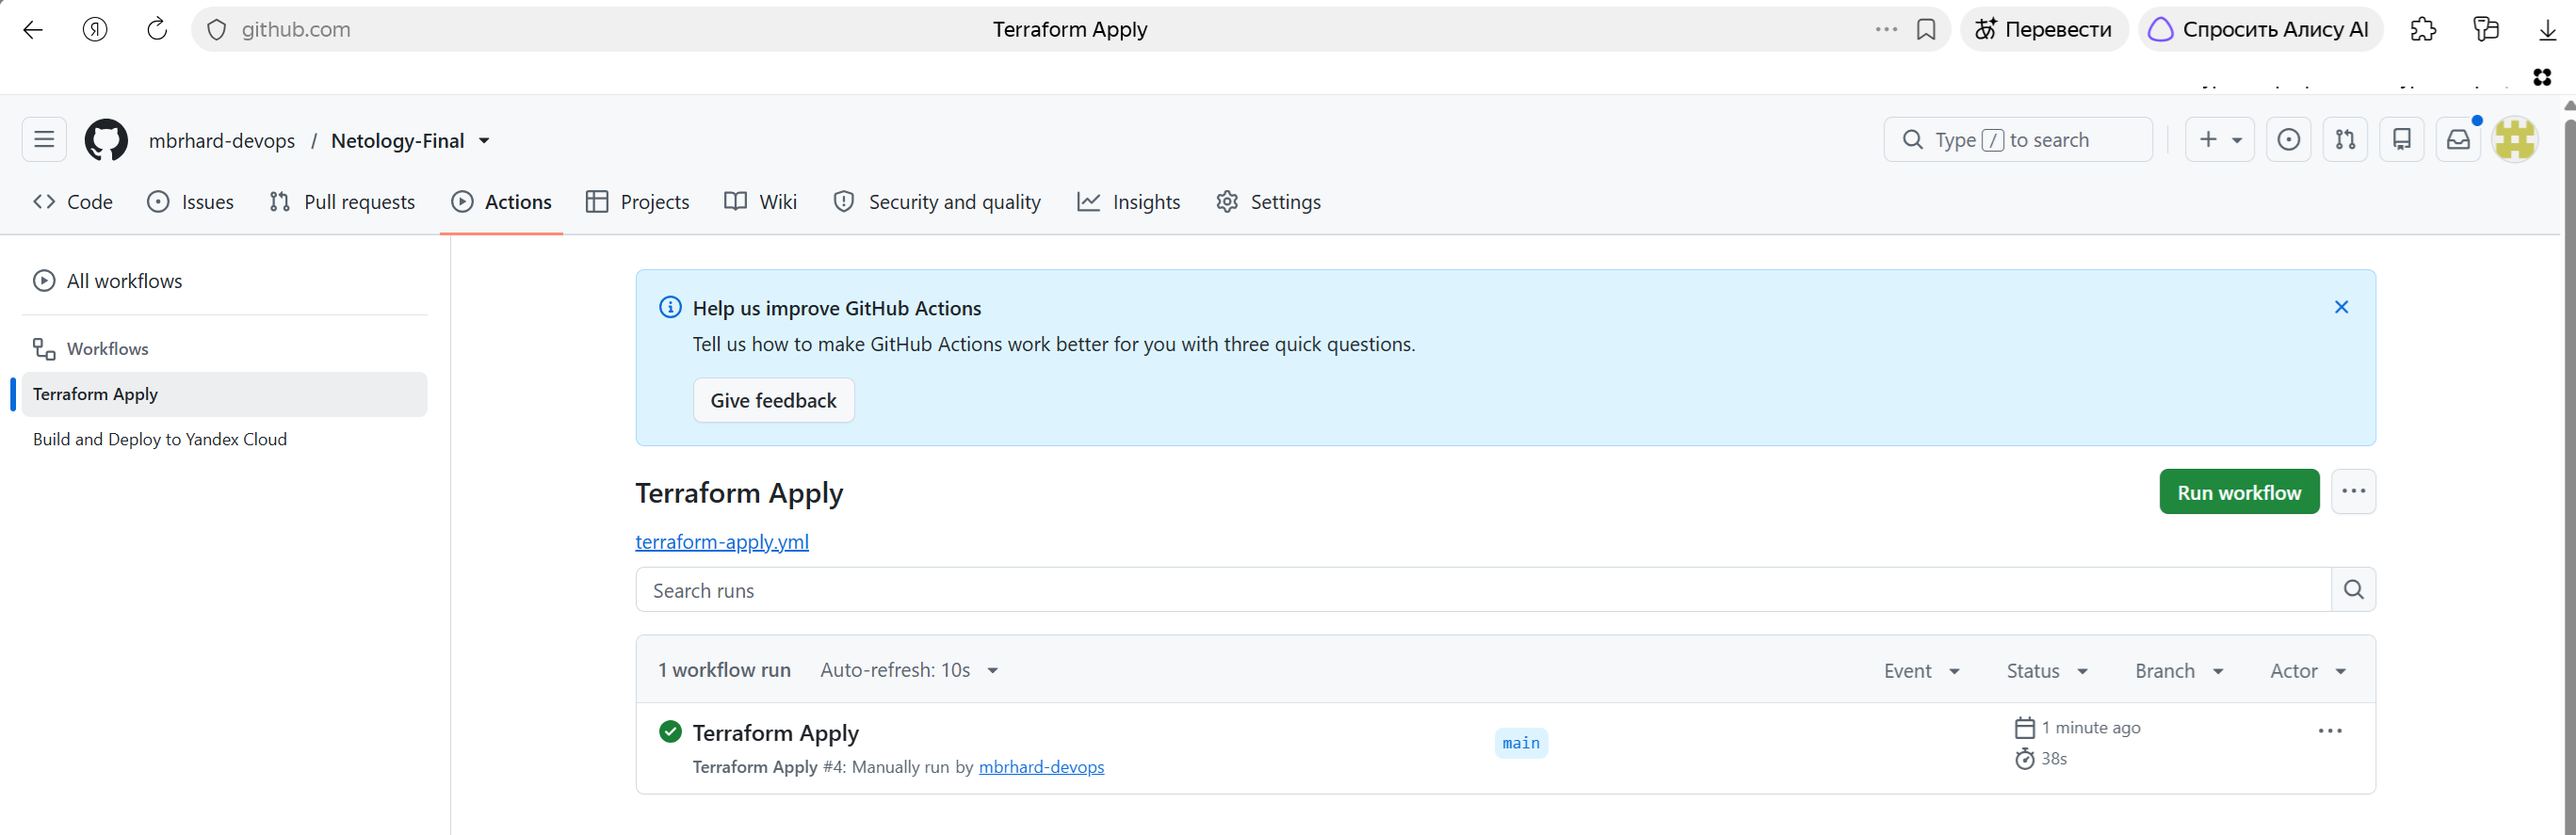 github.com
Terraform Apply
Перевести
Спросить Алису AI
mbrhard-devops / Netology-Final
Type / to search
Code
Issues
Pull requests
Actions
Projects
Wiki
Security and quality
Insights
Settings
All workflows
Workflows
Terraform Apply
Build and Deploy to Yandex Cloud
Help us improve GitHub Actions
Tell us how to make GitHub Actions work better for you with three quick questions.
Give feedback
Terraform Apply
Run workflow
terraform-apply.yml
Search runs
1 workflow run
Auto-refresh: 10s
Event
Status
Branch
Actor
Terraform Apply
main
1 minute ago
Terraform Apply #4: Manually run by mbrhard-devops
38s